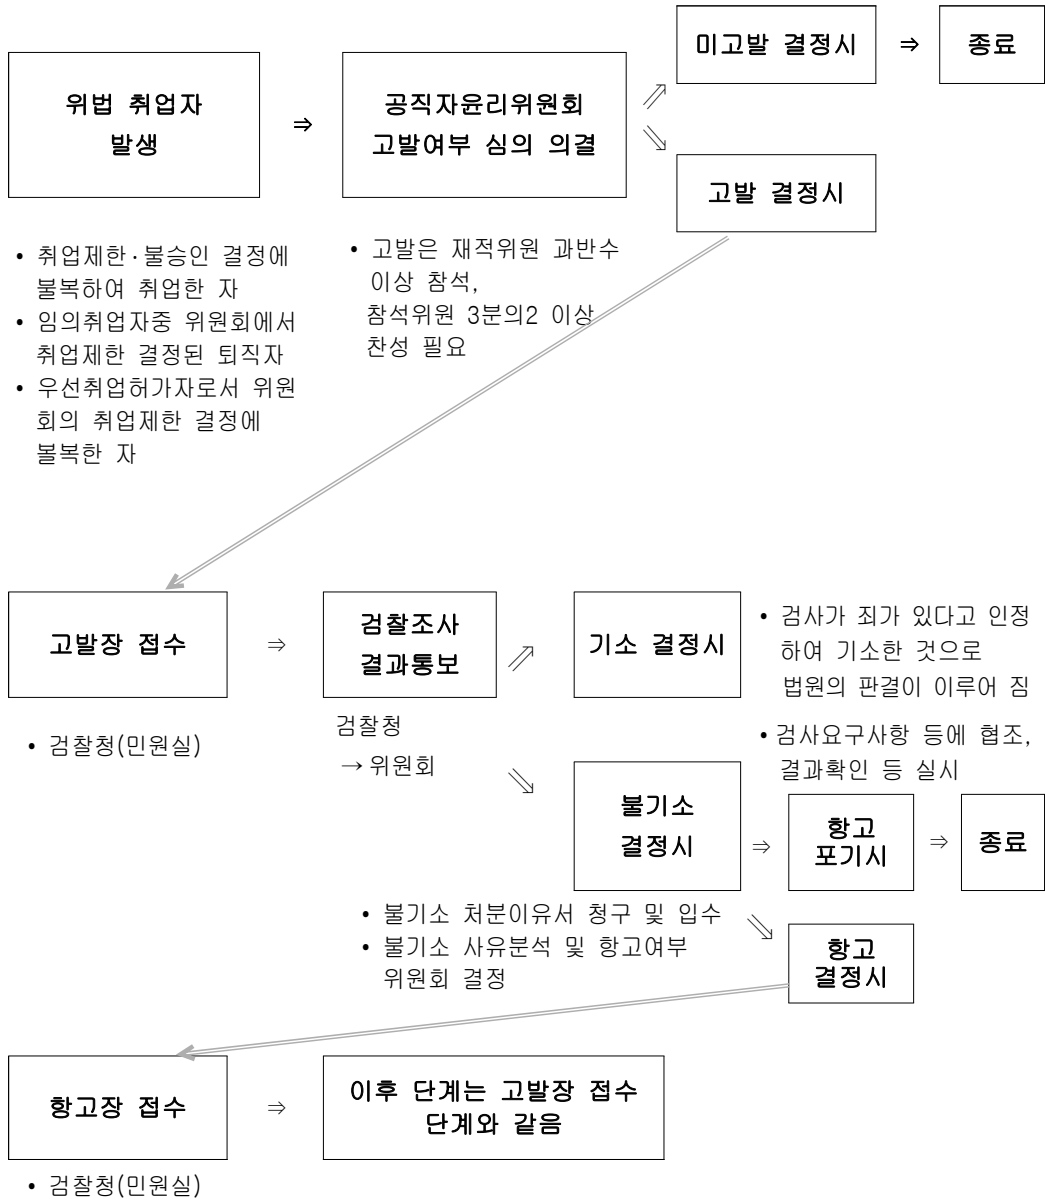 위법 취업자
발생
⇒
공직자윤리위원회
고발여부 심의 의결
미고발 결정시
⇒
종료
고발 결정시
• 취업제한·불승인 결정에
불복하여 취업한 자
• 임의취업자중 위원회에서
취업제한 결정된 퇴직자
• 우선취업허가자로서 위원
회의 취업제한 결정에
볼복한 자
• 고발은 재적위원 과반수
이상 참석,
참석위원 3분의2 이상
찬성 필요
고발장 접수
⇒
검찰조사
결과통보
기소 결정시
• 검사가 죄가 있다고 인정
하여 기소한 것으로
법원의 판결이 이루어 짐
• 검찰청(민원실)
검찰청
→ 위원회
• 검사요구사항 등에 협조,
결과확인 등 실시
불기소
결정시
⇒
항고
포기시
⇒
종료
• 불기소 처분이유서 청구 및 입수
• 불기소 사유분석 및 항고여부
위원회 결정
항고
결정시
항고장 접수
⇒
이후 단계는 고발장 접수
단계와 같음
• 검찰청(민원실)